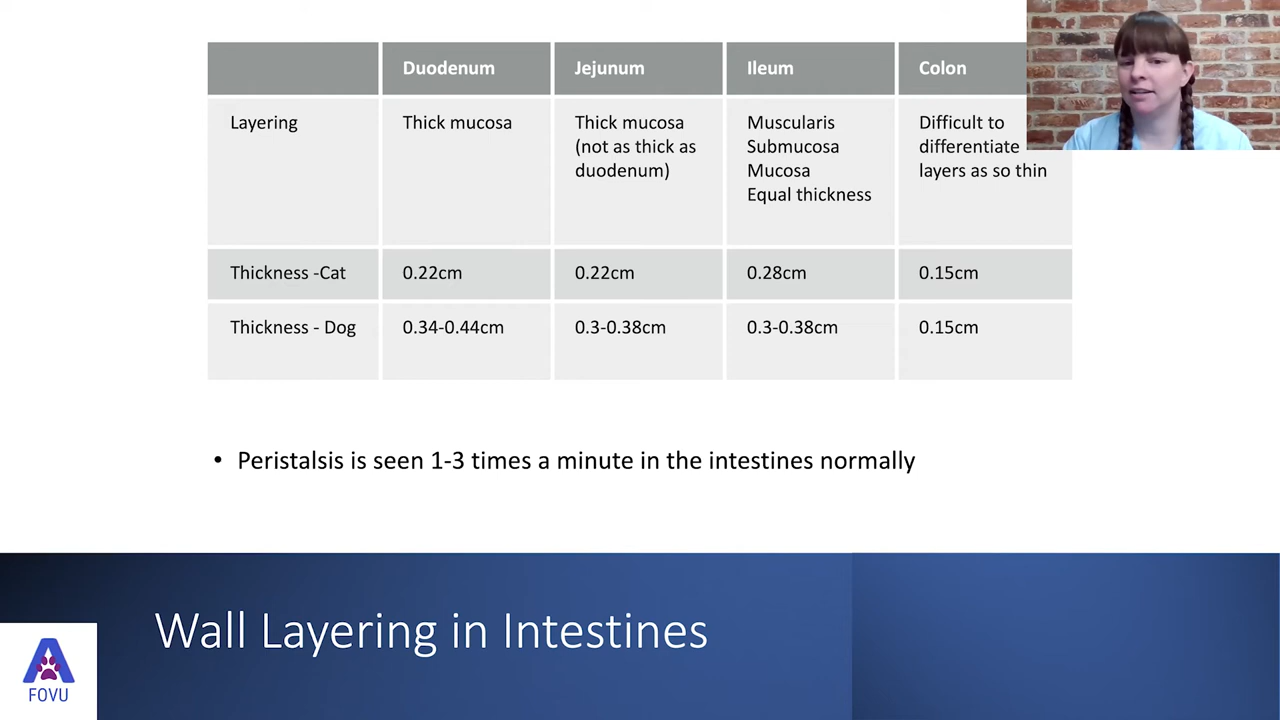 Duodenum
Jejunum
Ileum
Colon
Layering
Thick mucosa
Thick mucosa
(not as thick as
duodenum)
Muscularis
Submucosa
Mucosa
Equal thickness
Difficult to
differentiate
layers as so thin
Thickness -Cat
0.22cm
0.22cm
0.28cm
0.15cm
Thickness - Dog
0.34-0.44cm
0.3-0.38cm
0.3-0.38cm
0.15cm
• Peristalsis is seen 1-3 times a minute in the intestines normally
Wall Layering in Intestines
FOVU